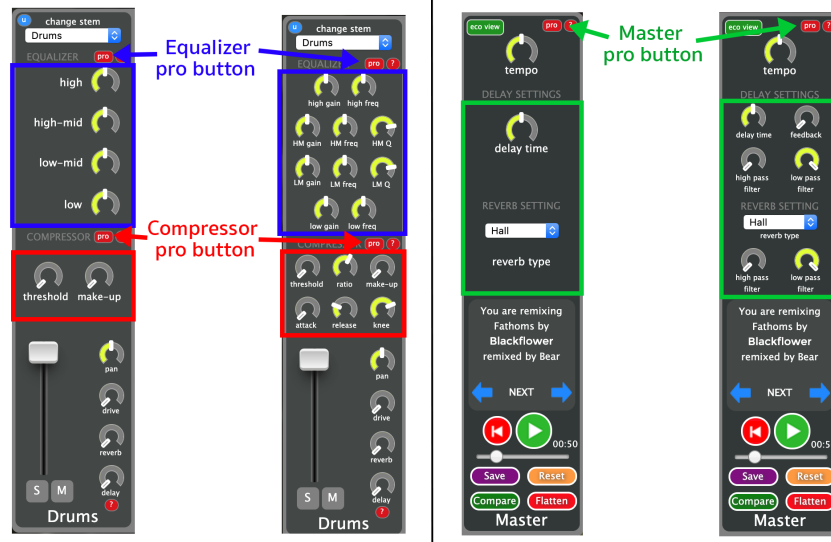 u
change stem
Drums
EQUALIZER
pro
high
high-mid
low-mid
low
COMPRESSOR
pro
threshold
make-up
pan
drive
reverb
delay
S
M
?
Drums
Equalizer
pro button
Compressor
pro button
u
change stem
Drums
EQUALIZER
pro
?
high gain
high freq
HM gain
HM freq
HM Q
LM gain
LM freq
LM Q
low gain
low freq
COMPRESSOR
pro
?
threshold
ratio
make-up
attack
release
knee
pan
drive
reverb
delay
S
M
?
Drums
eco view
pro
?
tempo
DELAY SETTINGS
delay time
REVERB SETTING
Hall
reverb type
You are remixing
Fathoms by
Blackflower
remixed by Bear
NEXT
00:50
Save
Reset
Compare
Flatten
Master
Master
pro button
eco view
pro
?
tempo
DELAY SETTINGS
delay time
feedback
high pass
filter
low pass
filter
REVERB SETTING
Hall
reverb type
high pass
filter
low pass
filter
You are remixing
Fathoms by
Blackflower
remixed by Bear
NEXT
00:5
Save
Reset
Compare
Flatten
Master